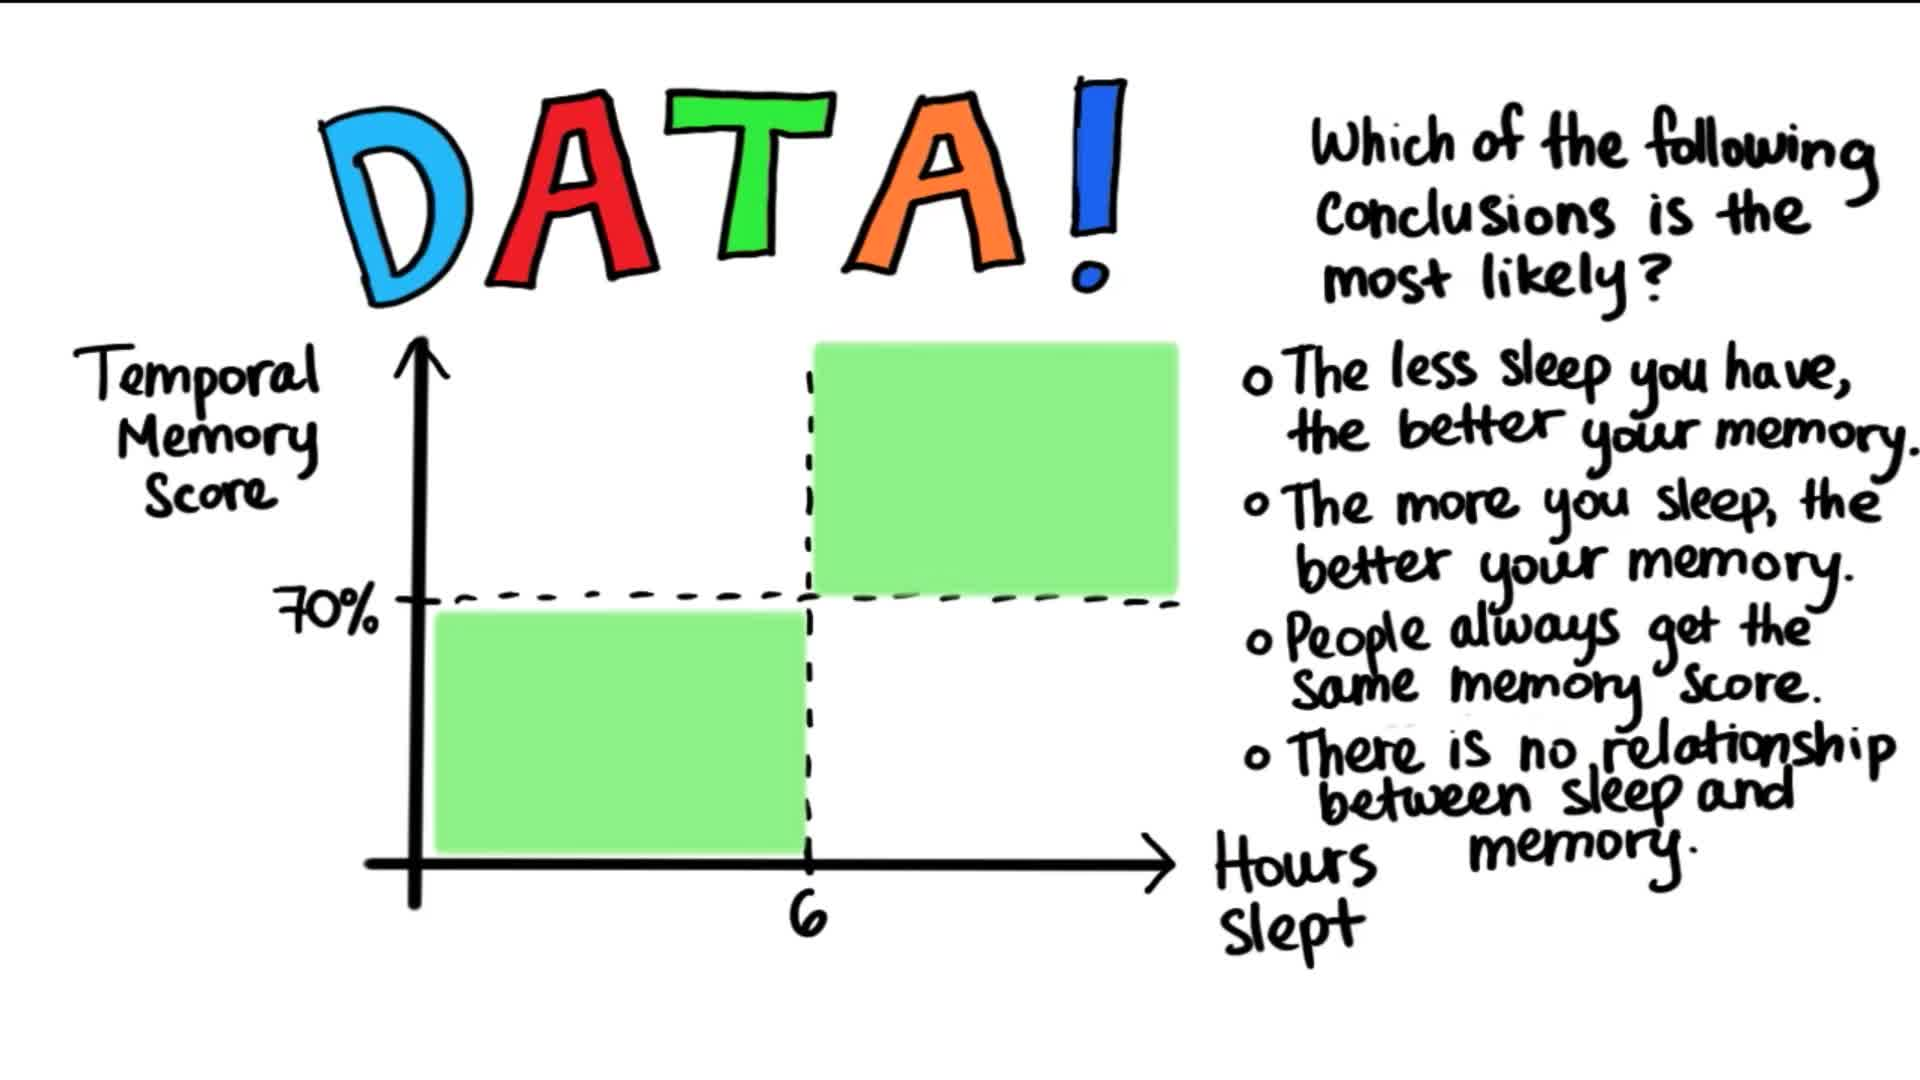 DATA!
Which of the following
conclusions is the
most likely?
Temporal
Memory
Score
70%
6
Hours
Slept
o The less sleep you have,
the better your memory.
o The more you sleep, the
better your memory.
o People always get the
same memory score.
o There is no relationship
between sleep and
memory.